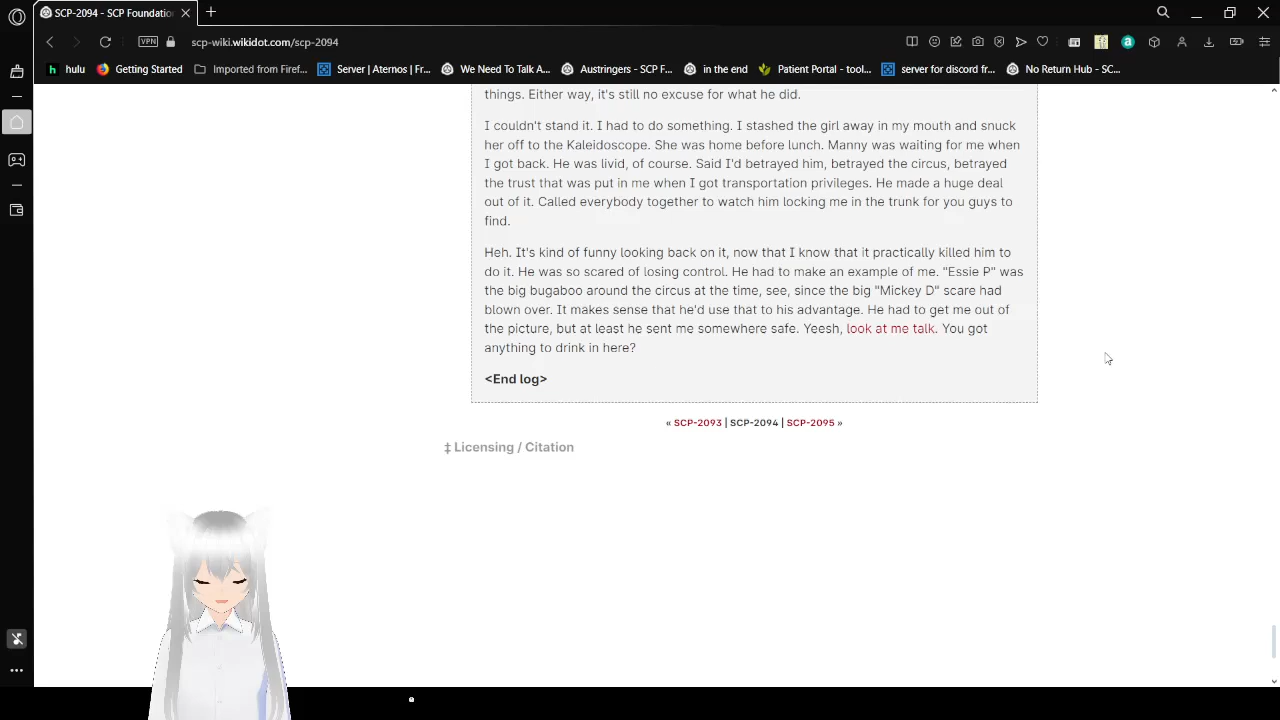 SCP-2094 - SCP Foundation
scp-wiki.wikidot.com/scp-2094
VPN
hulu
Getting Started
Imported from Firef...
Server | Aternos | Fr...
We Need To Talk A...
Austringers - SCP F...
in the end
Patient Portal - tool...
server for discord fr...
No Return Hub - SC...
things. Either way, it's still no excuse for what he did.
I couldn't stand it. I had to do something. I stashed the girl away in my mouth and snuck
her off to the Kaleidoscope. She was home before lunch. Manny was waiting for me when
I got back. He was livid, of course. Said I'd betrayed him, betrayed the circus, betrayed
the trust that was put in me when I got transportation privileges. He made a huge deal
out of it. Called everybody together to watch him locking me in the trunk for you guys to
find.
Heh. It's kind of funny looking back on it, now that I know that it practically killed him to
do it. He was so scared of losing control. He had to make an example of me. "Essie P" was
the big bugaboo around the circus at the time, see, since the big "Mickey D" scare had
blown over. It makes sense that he'd use that to his advantage. He had to get me out of
the picture, but at least he sent me somewhere safe. Yeesh, look at me talk. You got
anything to drink in here?
<End log>
« SCP-2093 | SCP-2094 | SCP-2095 »
‡ Licensing / Citation